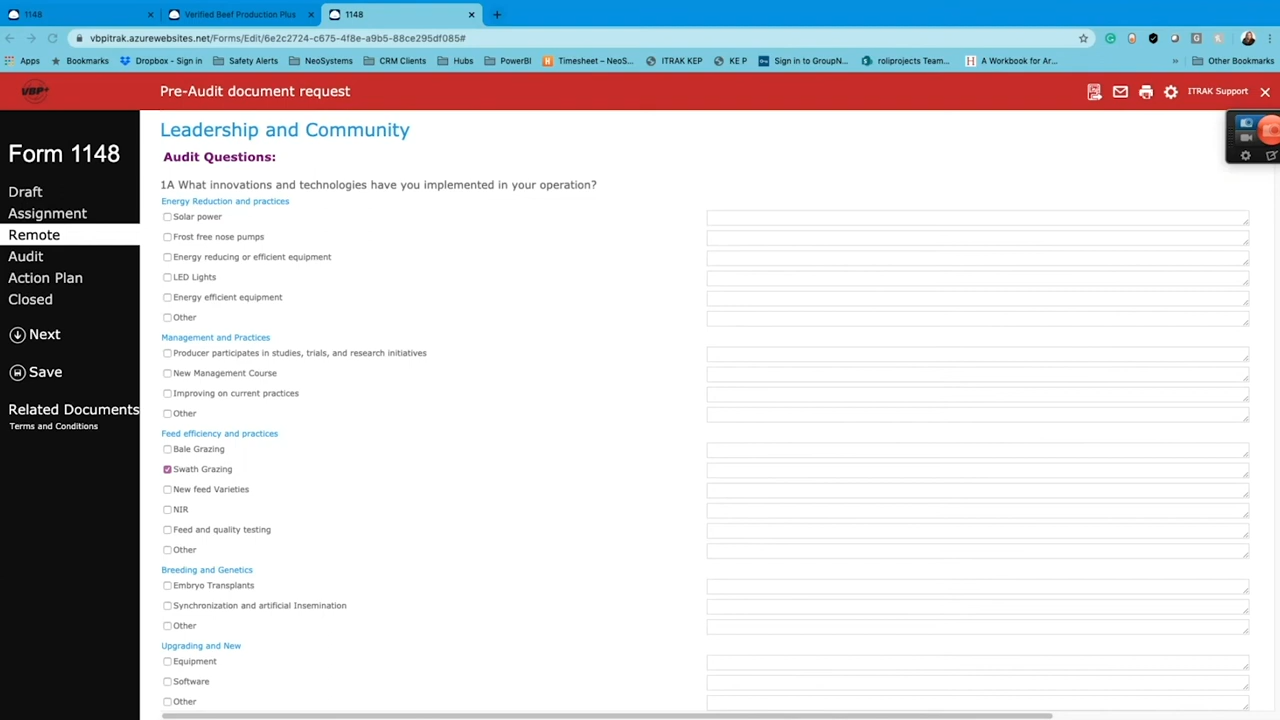 1148
Verified Beef Production Plus
1148
vbpitrak.azurewebsites.net/Forms/Edit/6e2c2724-c675-4f8e-a9b5-88ce295df085#
Apps
Bookmarks
Dropbox - Sign in
Safety Alerts
NeoSystems
CRM Clients
Hubs
PowerBI
Timesheet – NeoS...
ITRAK KEP
KE P
Sign in to GroupN...
roliprojects Team...
A Workbook for Ar...
»
Other Bookmarks
VBP+
Pre-Audit document request
ITRAK Support
Form 1148
Draft
Assignment
Remote
Audit
Action Plan
Closed
Next
Save
Related Documents
Terms and Conditions
Leadership and Community
Audit Questions:
1A What innovations and technologies have you implemented in your operation?
Energy Reduction and practices
Solar power
Frost free nose pumps
Energy reducing or efficient equipment
LED Lights
Energy efficient equipment
Other
Management and Practices
Producer participates in studies, trials, and research initiatives
New Management Course
Improving on current practices
Other
Feed efficiency and practices
Bale Grazing
Swath Grazing
New feed Varieties
NIR
Feed and quality testing
Other
Breeding and Genetics
Embryo Transplants
Synchronization and artificial Insemination
Other
Upgrading and New
Equipment
Software
Other